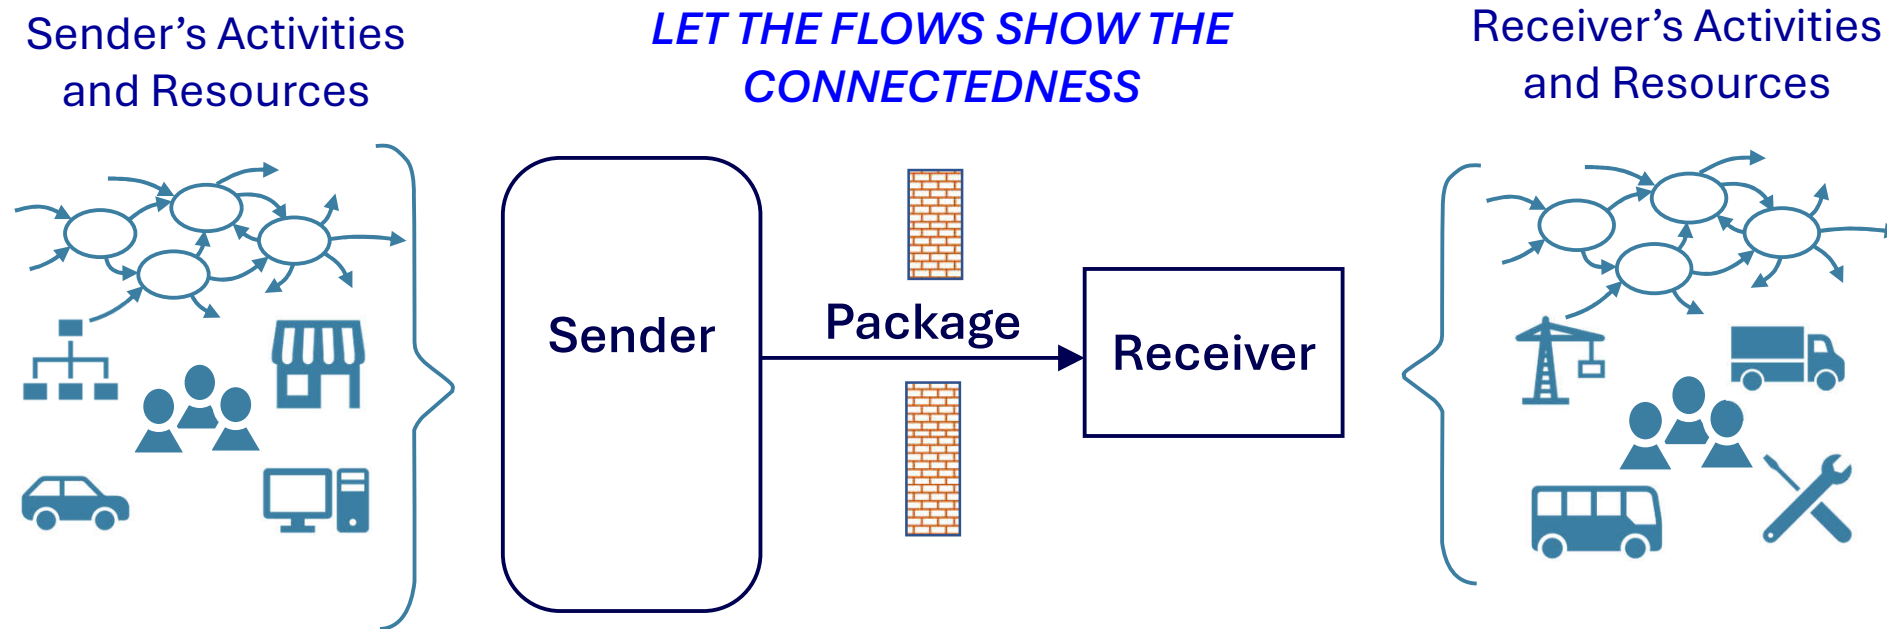 Sender’s Activities
and Resources
LET THE FLOWS SHOW THE
CONNECTEDNESS
Receiver’s Activities
and Resources
Sender
Package
Receiver